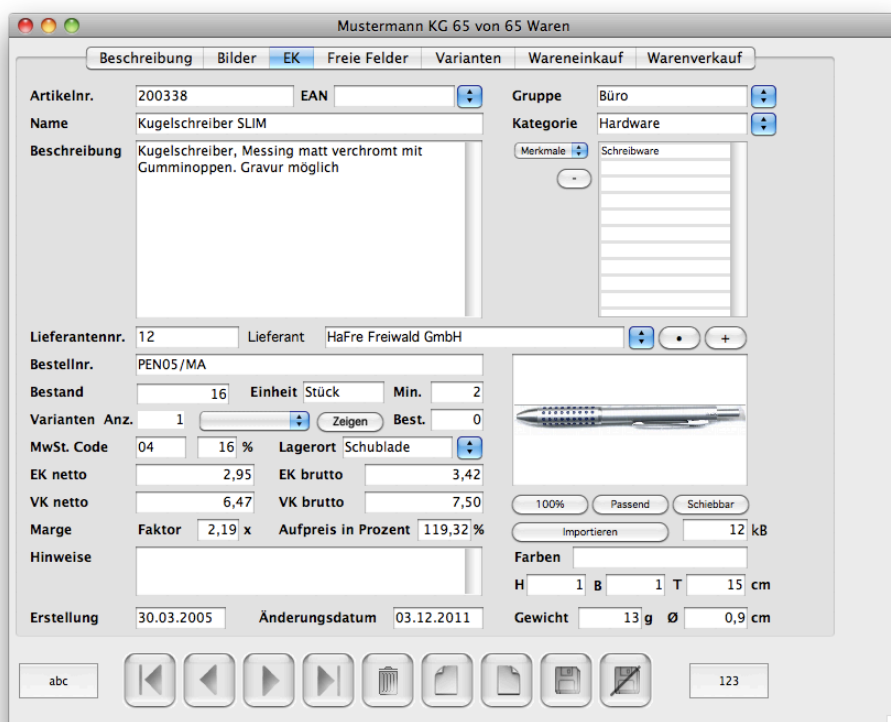 Mustermann KG 65 von 65 Waren
Beschreibung Bilder EK Freie Felder Varianten Wareneinkauf Warenverkauf
Artikelnr. 200338 EAN Gruppe Büro
Name Kugelschreiber SLIM Kategorie Hardware
Beschreibung Kugelschreiber, Messing matt verchromt mit Merkmale Schreibware
Gumminoppen. Gravur möglich
-
Lieferantennr. 12 Lieferant HaFre Freiwald GmbH • +
Bestellnr. PEN05/MA
Bestand 16 Einheit Stück Min. 2
Varianten Anz. 1 Zeigen Best. 0
MwSt. Code 04 16 % Lagerort Schublade
EK netto 2,95 EK brutto 3,42
VK netto 6,47 VK brutto 7,50 100% Passend Schiebbar
Marge Faktor 2,19 x Aufpreis in Prozent 119,32 % Importieren 12 kB
Hinweise Farben
H 1 B 1 T 15 cm
Erstellung 30.03.2005 Änderungsdatum 03.12.2011 Gewicht 13 g Ø 0,9 cm
abc 123